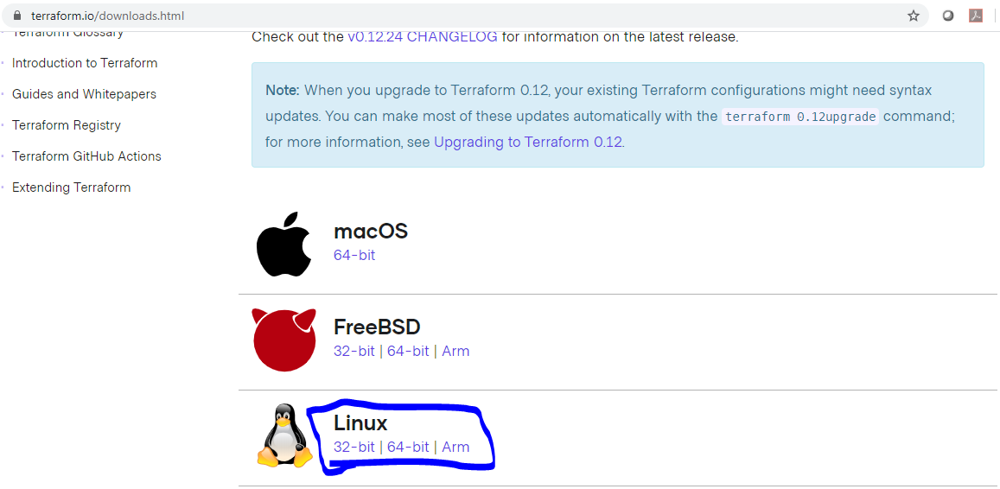 terraform.io/downloads.html
Terraform Glossary
Check out the v0.12.24 CHANGELOG for information on the latest release.
Introduction to Terraform
Guides and Whitepapers
Terraform Registry
Terraform GitHub Actions
Extending Terraform
Note: When you upgrade to Terraform 0.12, your existing Terraform configurations might need syntax
updates. You can make most of these updates automatically with the terraform 0.12upgrade command;
for more information, see Upgrading to Terraform 0.12.
macOS
64-bit
FreeBSD
32-bit | 64-bit | Arm
Linux
32-bit | 64-bit | Arm